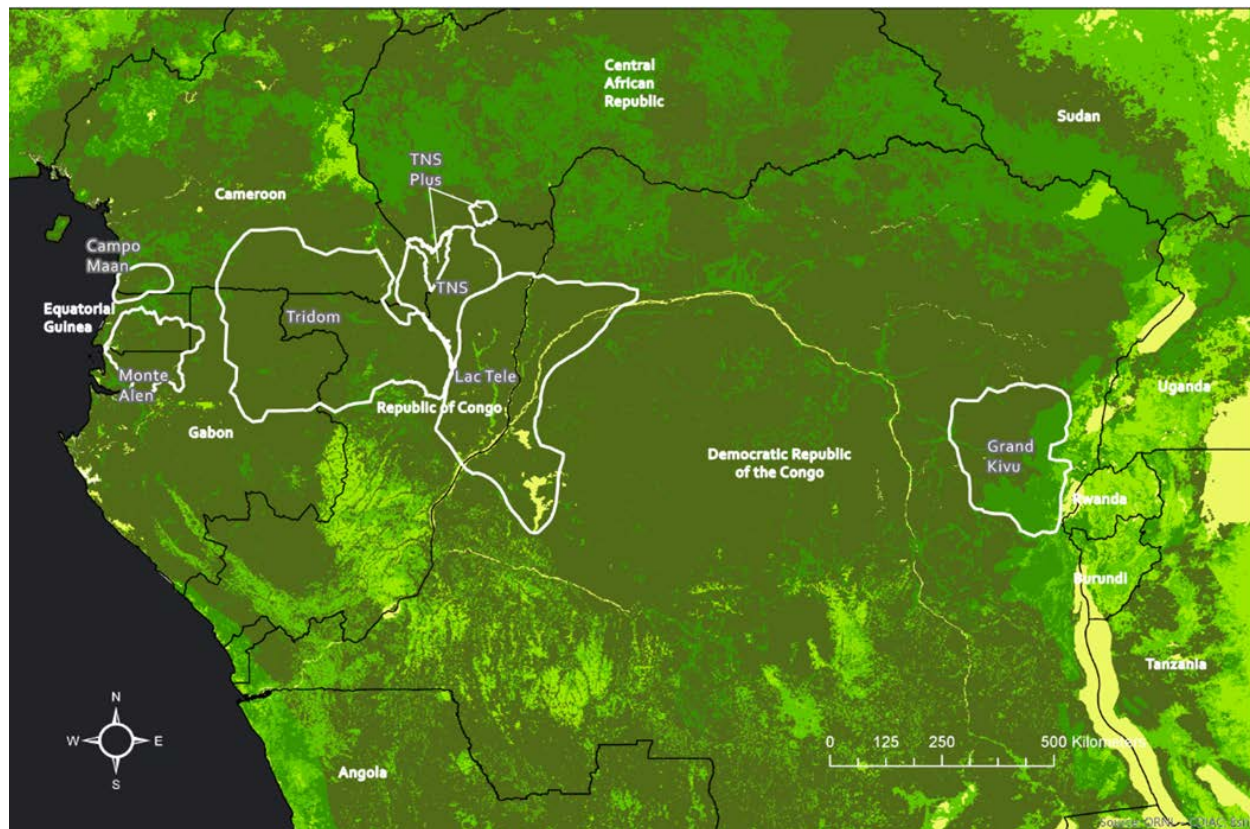 Central
African
Republic
Sudan
TNS
Plus
Cameroon
Campo
Maan
TNS
Equatorial
Guinea
Tridom
Monte
Alen
Lac Tele
Republic of Congo
Uganda
Gabon
Democratic Republic
of the Congo
Grand
Kivu
Rwanda
Burundi
Tanzania
N
W
E
S
0 125 250 500 Kilometers
Angola
Source: ORNL